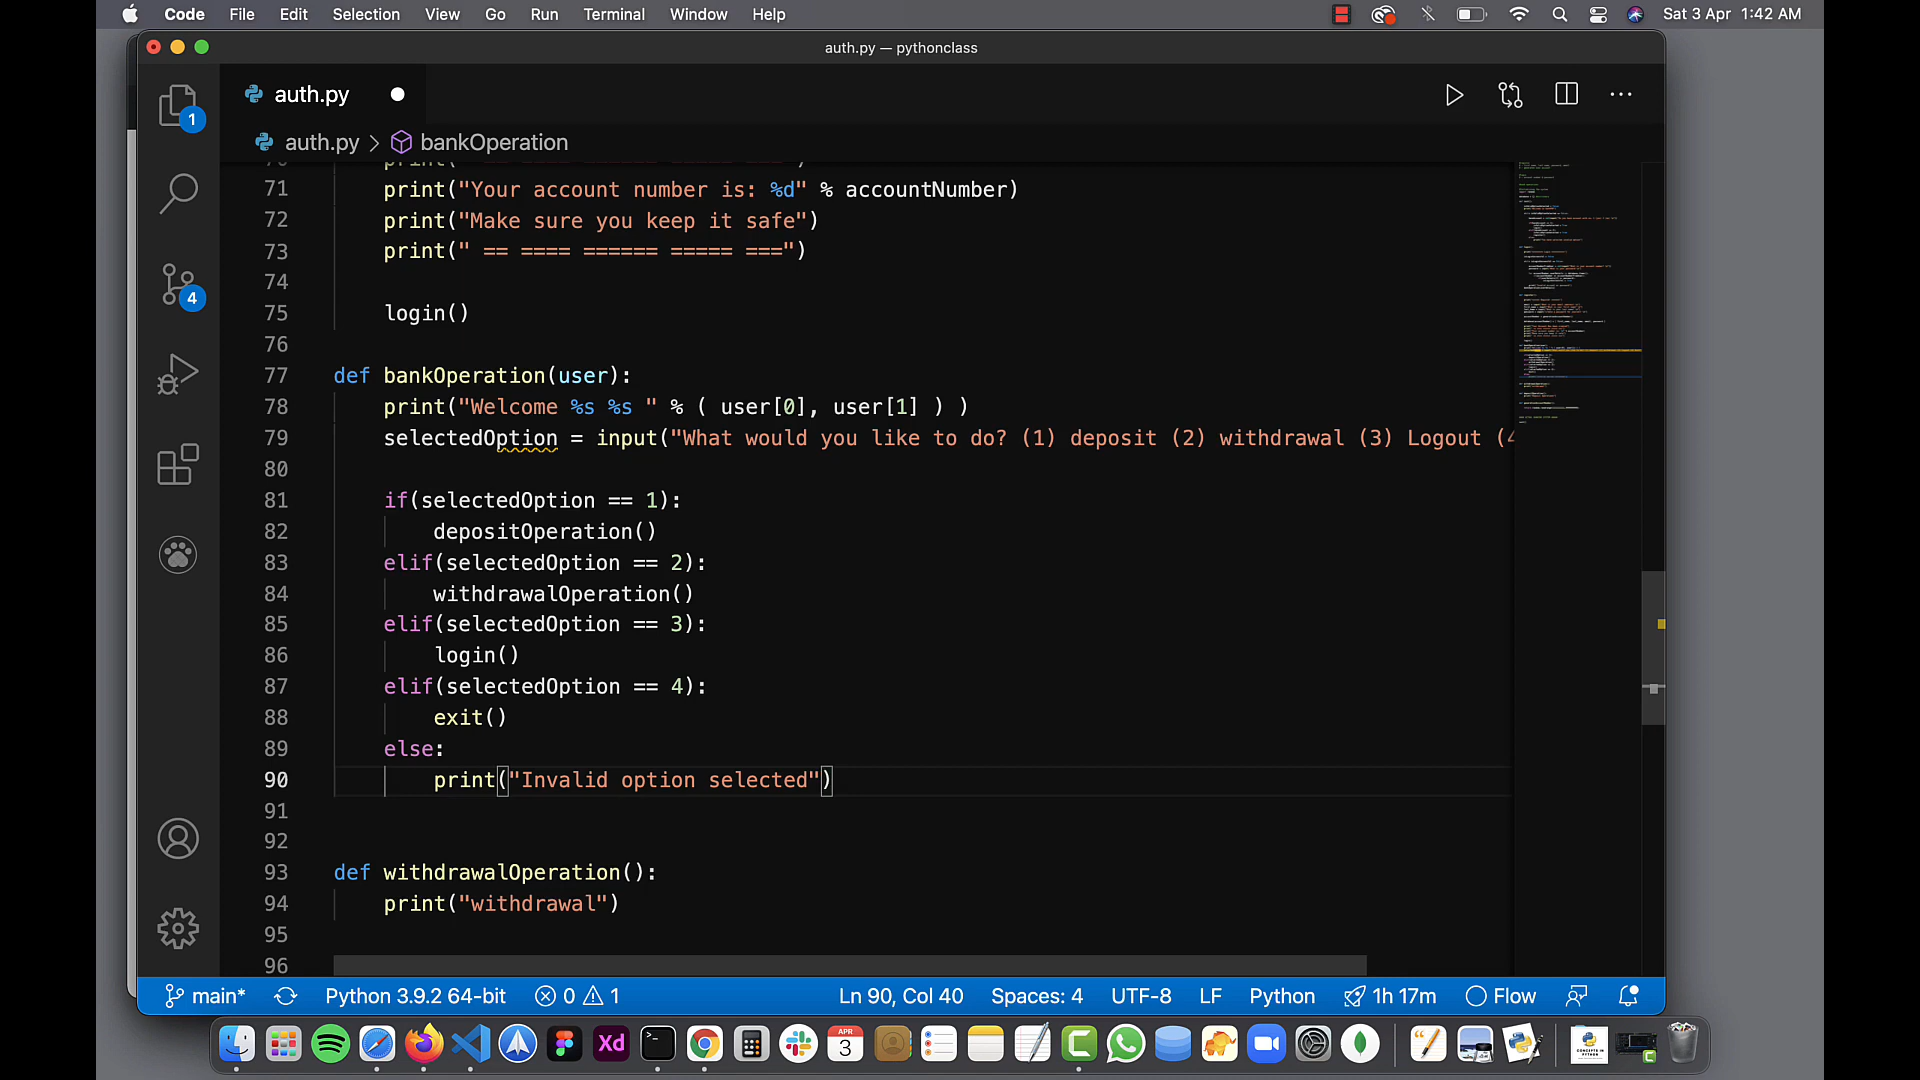 Code File Edit Selection View Go Run Terminal Window Help Sat 3 Apr 1:42 AM
auth.py — pythonclass
auth.py
1
auth.py > bankOperation
71 print("Your account number is: %d" % accountNumber)
72 print("Make sure you keep it safe")
73 print(" == ==== ====== ===== ===")
74
75 login()
76
77 def bankOperation(user):
78 print("Welcome %s %s " % ( user[0], user[1] ) )
79 selectedOption = input("What would you like to do? (1) deposit (2) withdrawal (3) Logout (4
80
81 if(selectedOption == 1):
82 depositOperation()
83 elif(selectedOption == 2):
84 withdrawalOperation()
85 elif(selectedOption == 3):
86 login()
87 elif(selectedOption == 4):
88 exit()
89 else:
90 print("Invalid option selected")
91
92
93 def withdrawalOperation():
94 print("withdrawal")
95
96
4
main* Python 3.9.2 64-bit 0 1 Ln 90, Col 40 Spaces: 4 UTF-8 LF Python 1h 17m Flow
Xd
APR
3